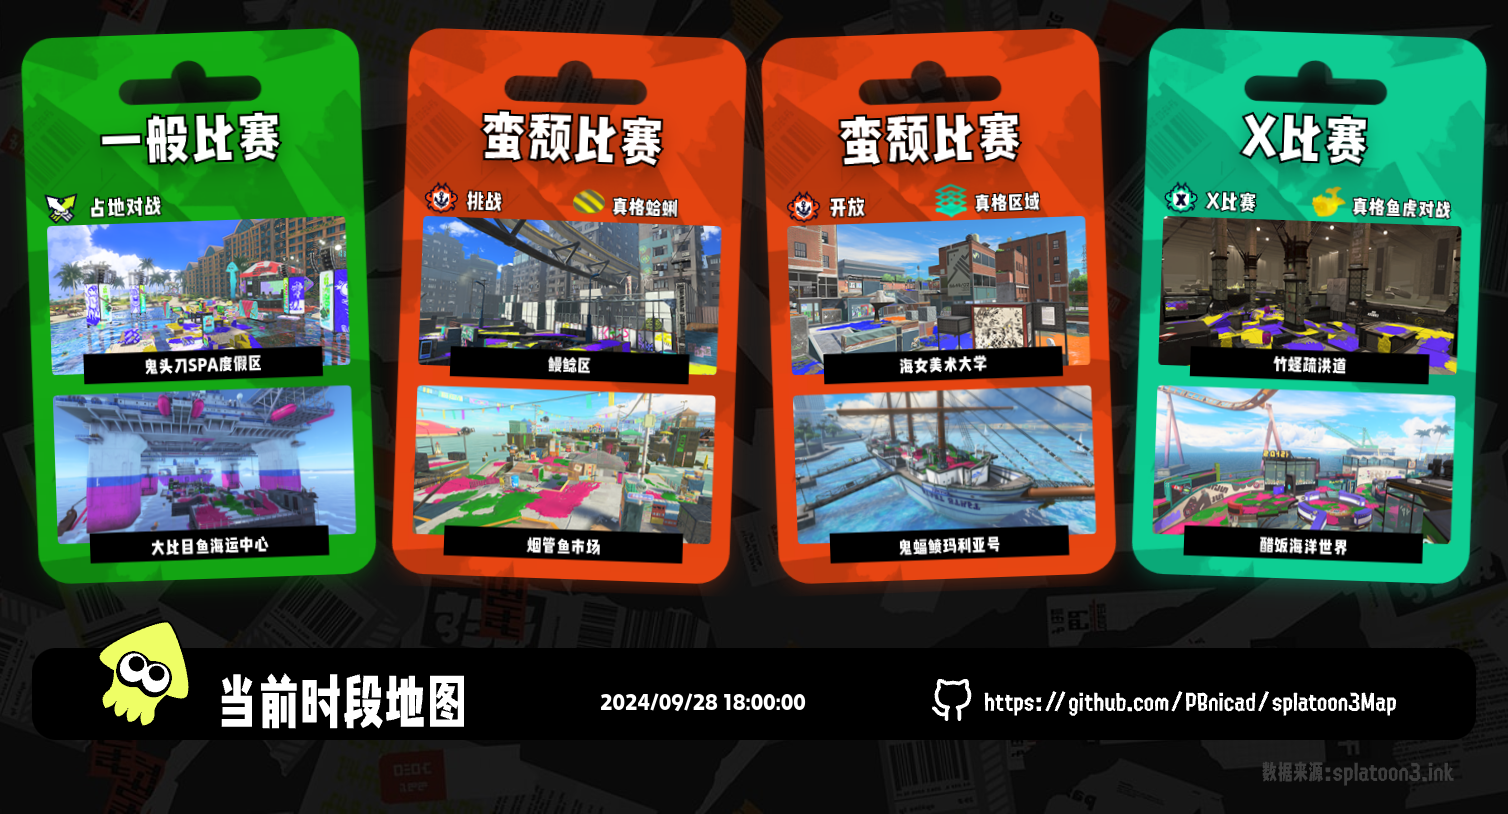 一般比赛
占地对战
鬼头刀SPA度假区
大比目鱼海运中心
蛮颓比赛
挑战
真格蛤蜊
鳗鲶区
烟管鱼市场
蛮颓比赛
开放
真格区域
海女美术大学
鬼蝠鲼玛利亚号
X比赛
X比赛
真格鱼虎对战
竹蛏疏洪道
醋饭海洋世界
当前时段地图
2024/09/28 18:00:00
https://github.com/PBnicad/splatoon3Map
数据来源:splatoon3.ink